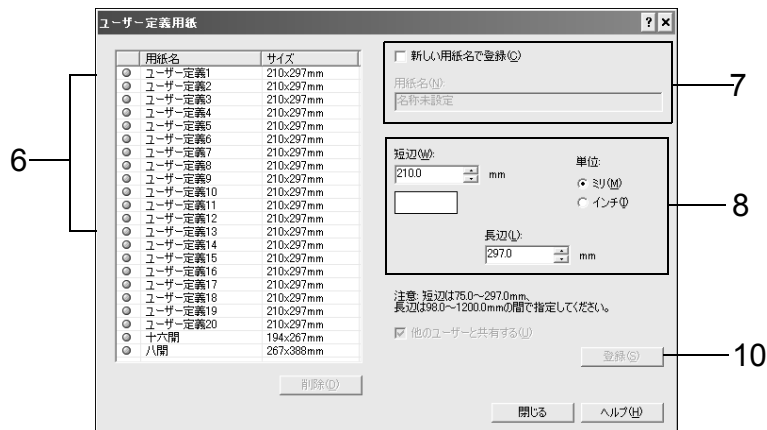 ユーザー定義用紙
用紙名 サイズ
ユーザー定義1 210x297mm
ユーザー定義2 210x297mm
ユーザー定義3 210x297mm
ユーザー定義4 210x297mm
ユーザー定義5 210x297mm
ユーザー定義6 210x297mm
ユーザー定義7 210x297mm
ユーザー定義8 210x297mm
ユーザー定義9 210x297mm
ユーザー定義10 210x297mm
ユーザー定義11 210x297mm
ユーザー定義12 210x297mm
ユーザー定義13 210x297mm
ユーザー定義14 210x297mm
ユーザー定義15 210x297mm
ユーザー定義16 210x297mm
ユーザー定義17 210x297mm
ユーザー定義18 210x297mm
ユーザー定義19 210x297mm
ユーザー定義20 210x297mm
十六開 194x267mm
八開 267x388mm
削除(D)
6
新しい用紙名で登録(C)
用紙名(N):
名称未設定
7
短辺(W):
210.0 mm
単位:
ミリ(M)
インチ(I)
長辺(L):
297.0 mm
8
注意: 短辺は75.0～297.0mm、
長辺は98.0～1200.0mmの間で指定してください。
他のユーザーと共有する(U)
登録(S)
10
閉じる ヘルプ(H)